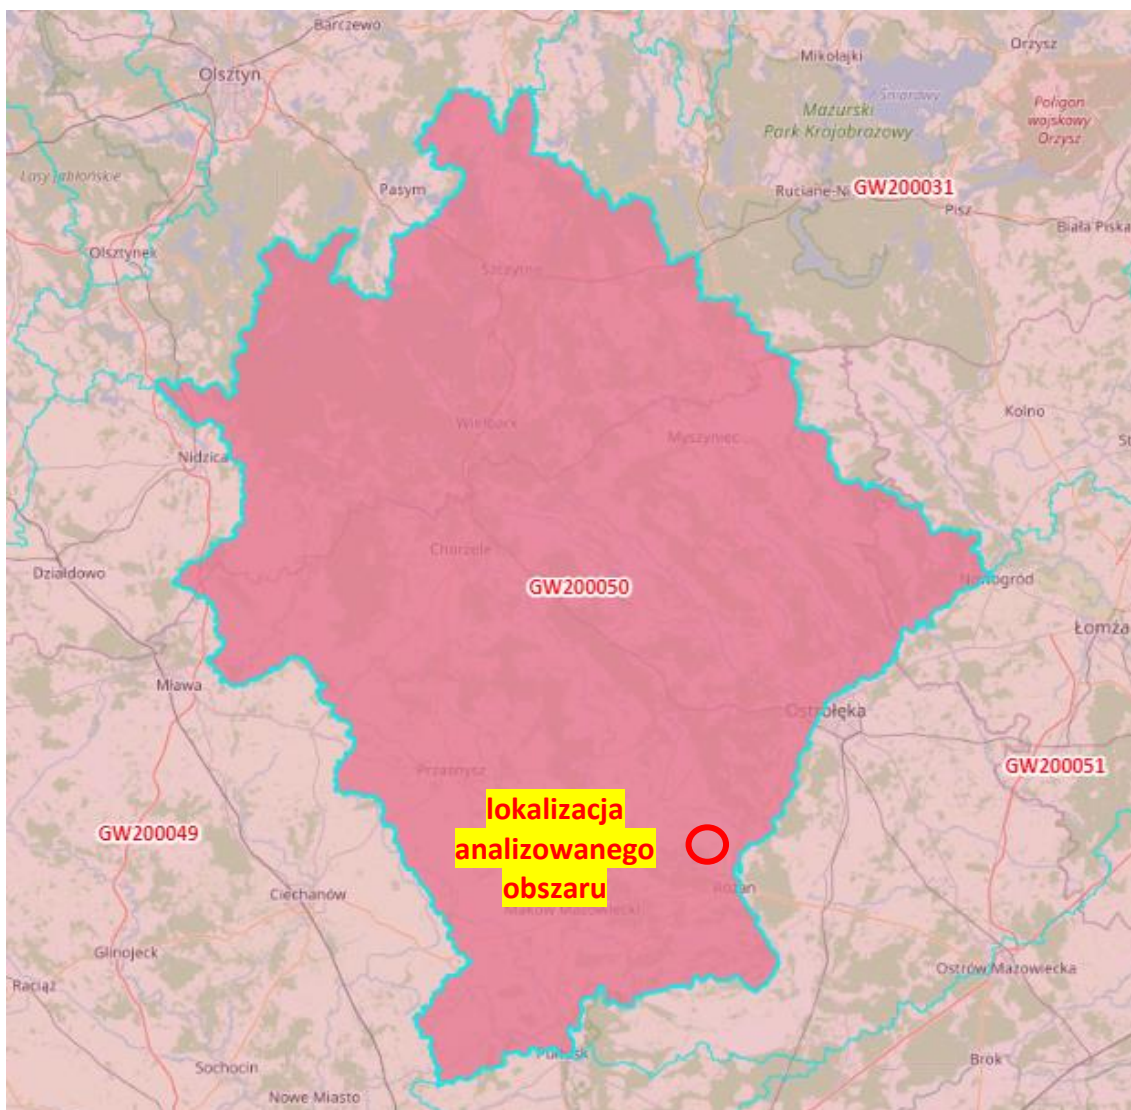 Barczewo
Orzysz
Mikołajki
Olsztyn
Śniardwy
Mazurski
Park Krajobrazowy
Poligon
wojskowy
Orzysz
Lasy Jabłońskie
Pasym
Ruciane-N
GW200031
Pisz
Biała Piska
Olsztynek
Szczytno
Kolno
Wielbark
Myszyniec
St
Nidzica
Chorzele
Działdowo
GW200050
Nowogród
Łomża
Mława
Ostrołęka
GW200051
Przasnysz
lokalizacja
analizowanego
obszaru
GW200049
Ciechanów
Różan
Maków Mazowiecki
Glinojeck
Ostrów Mazowiecka
Raciąż
Pułtusk
Sochocin
Brok
Nowe Miasto